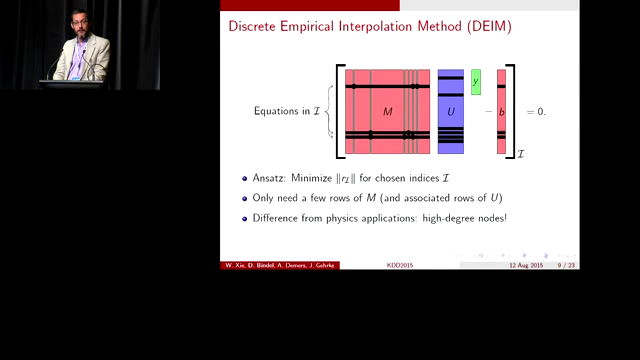 Discrete Empirical Interpolation Method (DEIM)
Equations in I
M
U
y
−
b
= 0.
I
Ansatz: Minimize ‖r_I‖ for chosen indices I
Only need a few rows of M (and associated rows of U)
Difference from physics applications: high-degree nodes!
W. Xie, D. Bindel, A. Demers, J. Gehrke
KDD2015
12 Aug 2015
9 / 23